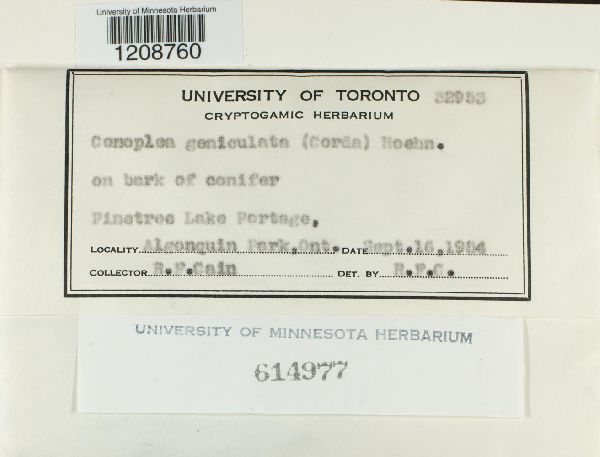 University of Minnesota Herbarium
1208760
UNIVERSITY OF TORONTO 32953
CRYPTOGAMIC HERBARIUM
Conoplea geniculata (Corda) Hoehn.
on bark of conifer
Pinetree Lake Portage,
LOCALITY Algonquin Park, Ont. DATE Sept. 16, 1934
COLLECTOR R.F. Cain DET. BY R.F.C.
UNIVERSITY OF MINNESOTA HERBARIUM
614977